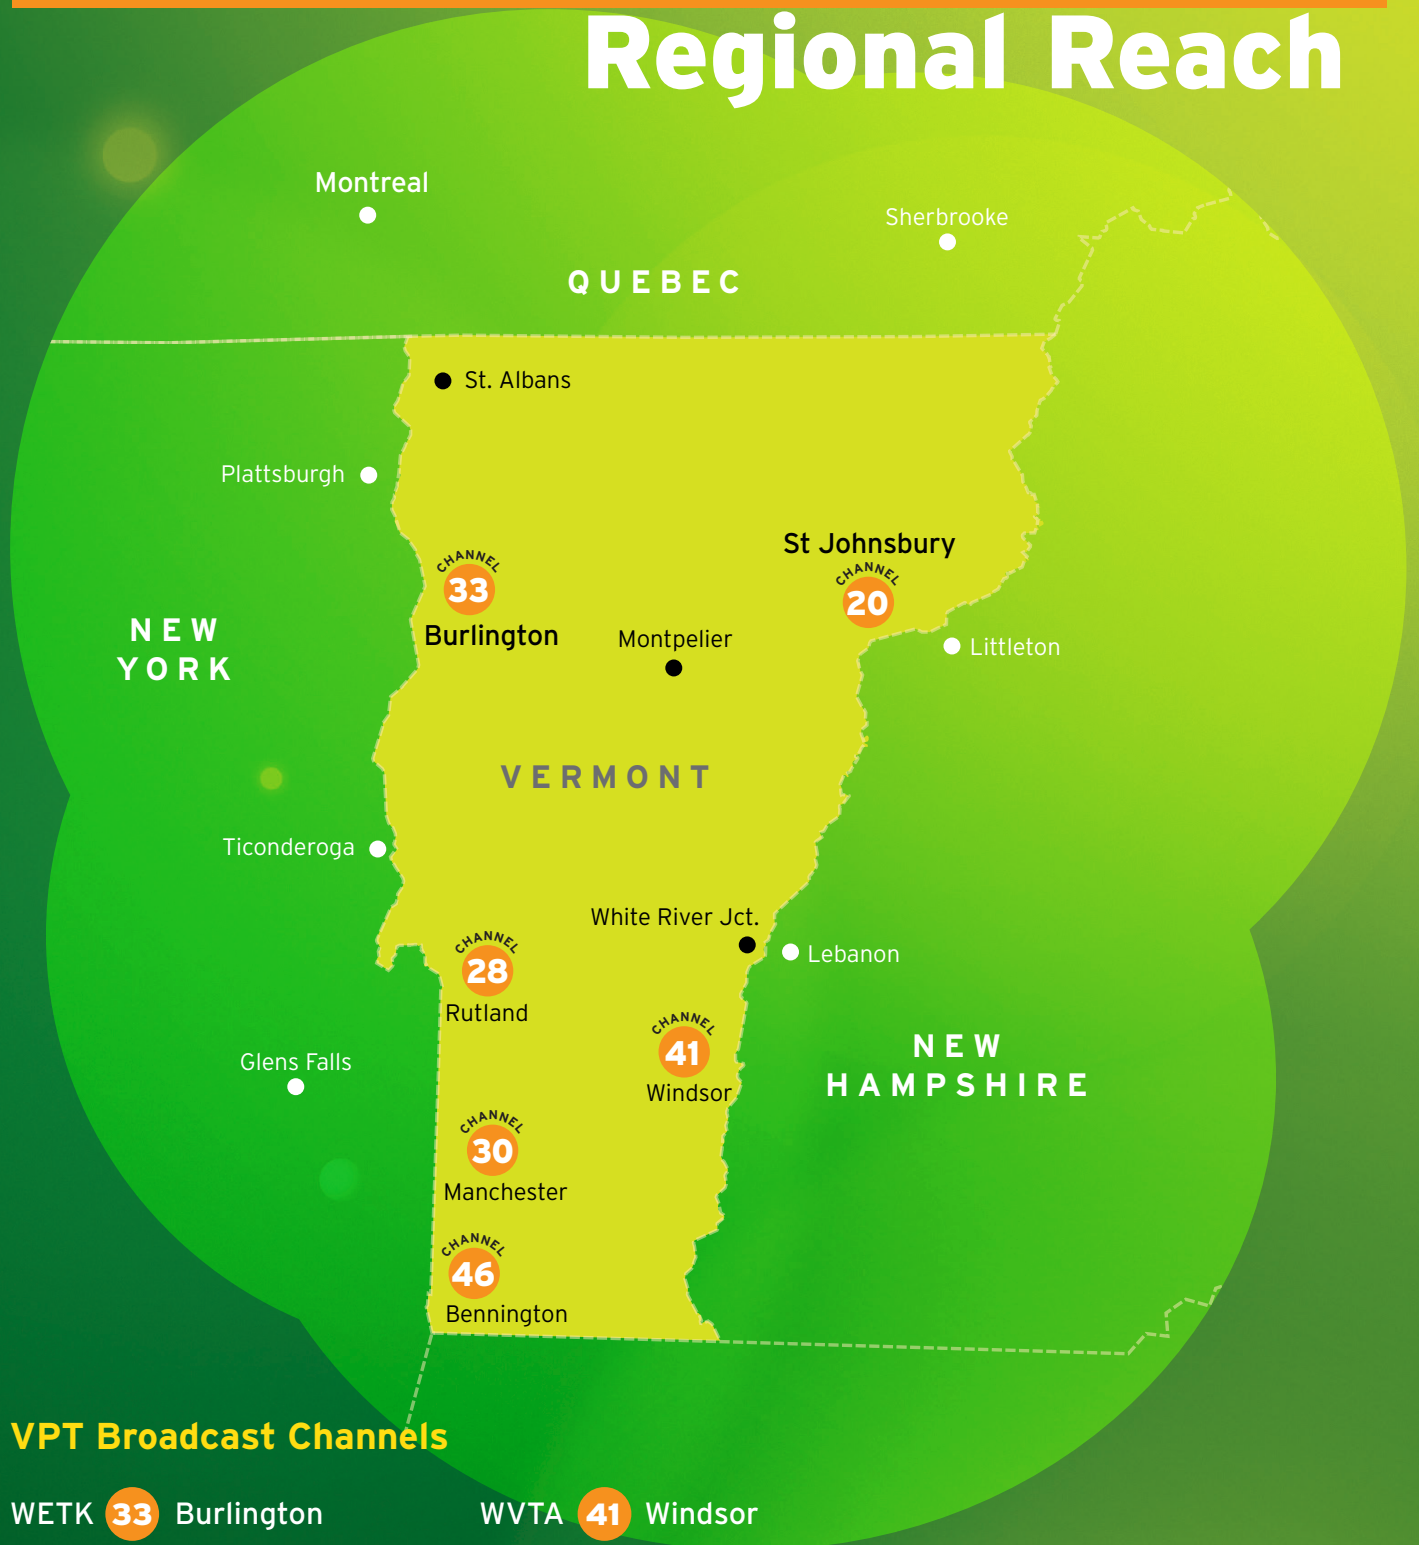 Regional Reach
Montreal
Sherbrooke
QUEBEC
St. Albans
Plattsburgh
St Johnsbury
CHANNEL
33
CHANNEL
20
Burlington
Montpelier
Littleton
NEW
YORK
VERMONT
Ticonderoga
White River Jct.
Lebanon
CHANNEL
28
Rutland
CHANNEL
41
Windsor
NEW
HAMPSHIRE
Glens Falls
CHANNEL
30
Manchester
CHANNEL
46
Bennington
VPT Broadcast Channels
WETK 33 Burlington
WVTA 41 Windsor